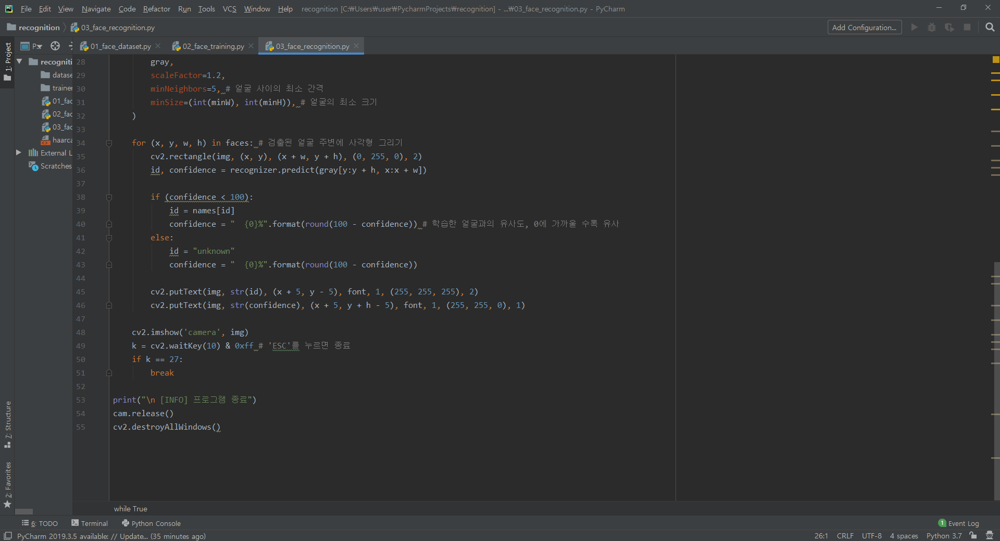 PC File Edit View Navigate Code Refactor Run Tools VCS Window Help recognition [C:₩Users₩user₩PycharmProjects₩recognition] - ...₩03_face_recognition.py - PyCharm
recognition 03_face_recognition.py Add Configuration...
1: Project
P.. 01_face_dataset.py 02_face_training.py 03_face_recognition.py
recogniti
datase
trainer
01_fac
02_fac
03_fac
haarca
External L
Scratches
28 gray,
29 scaleFactor=1.2,
30 minNeighbors=5, # 얼굴 사이의 최소 간격
31 minSize=(int(minW), int(minH)), # 얼굴의 최소 크기
32 )
33
34 for (x, y, w, h) in faces: # 검출된 얼굴 주변에 사각형 그리기
35 cv2.rectangle(img, (x, y), (x + w, y + h), (0, 255, 0), 2)
36 id, confidence = recognizer.predict(gray[y:y + h, x:x + w])
37
38 if (confidence < 100):
39 id = names[id]
40 confidence = "  {0}%".format(round(100 - confidence)) # 학습한 얼굴과의 유사도, 0에 가까울 수록 유사
41 else:
42 id = "unknown"
43 confidence = "  {0}%".format(round(100 - confidence))
44
45 cv2.putText(img, str(id), (x + 5, y - 5), font, 1, (255, 255, 255), 2)
46 cv2.putText(img, str(confidence), (x + 5, y + h - 5), font, 1, (255, 255, 0), 1)
47
48 cv2.imshow('camera', img)
49 k = cv2.waitKey(10) & 0xff # 'ESC'를 누르면 종료
50 if k == 27:
51 break
52
53 print("\n [INFO] 프로그램 종료")
54 cam.release()
55 cv2.destroyAllWindows()
7: Structure
2: Favorites
while True
6: TODO Terminal Python Console 1 Event Log
PyCharm 2019.3.5 available: // Update... (35 minutes ago) 26:1 CRLF UTF-8 4 spaces Python 3.7